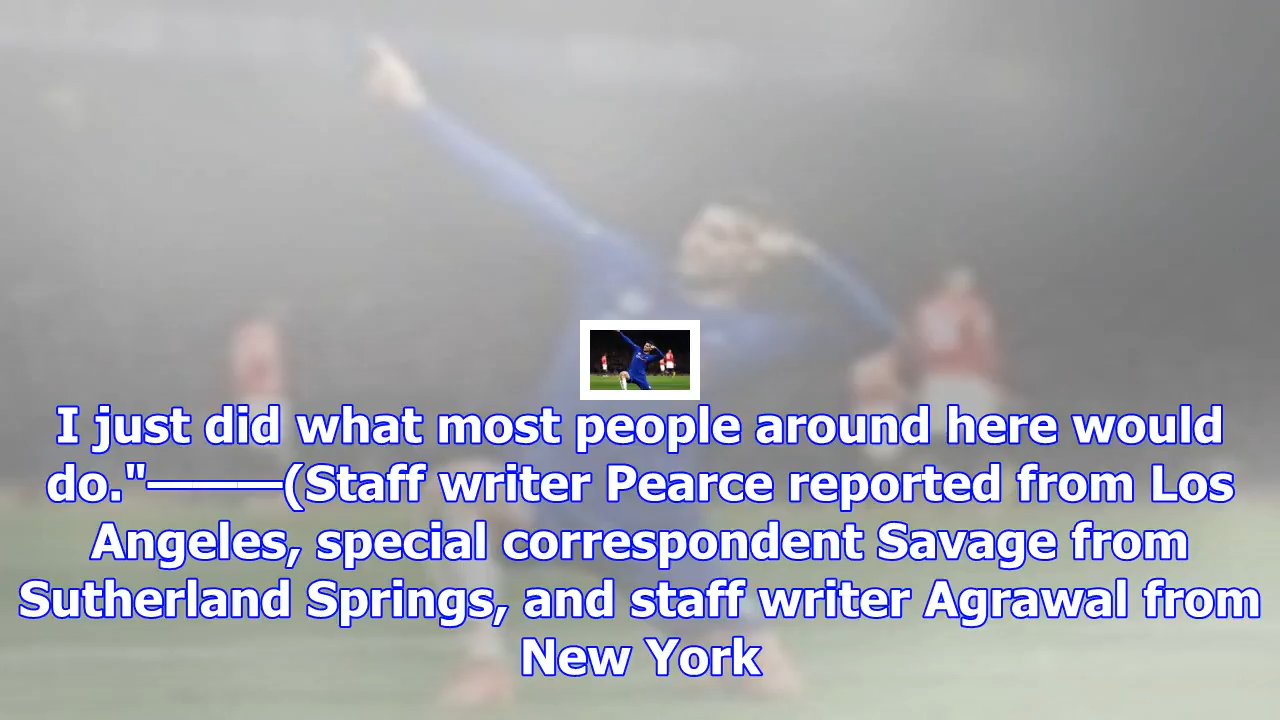 I just did what most people around here would
do."———(Staff writer Pearce reported from Los
Angeles, special correspondent Savage from
Sutherland Springs, and staff writer Agrawal from
New York